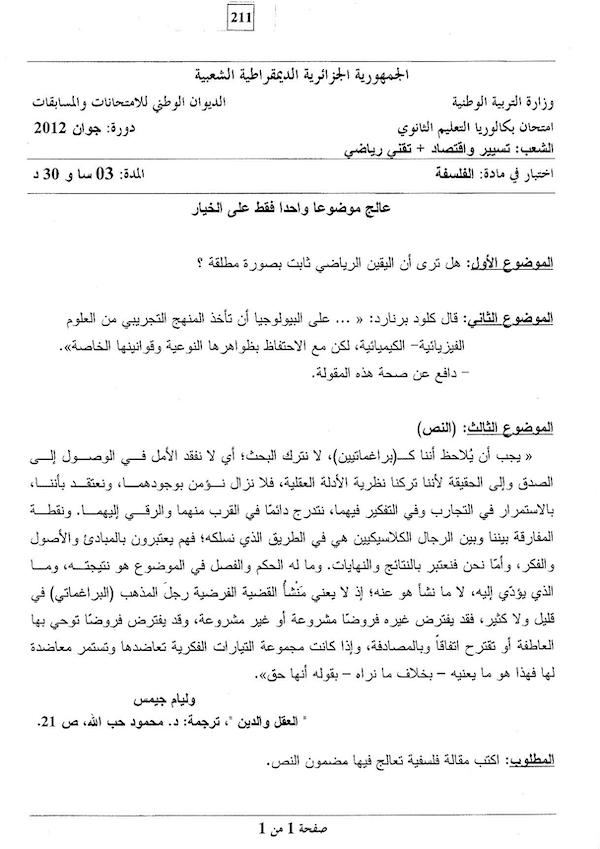 211
الجمهورية الجزائرية الديمقراطية الشعبية
وزارة التربية الوطنية الديوان الوطني للامتحانات والمسابقات
امتحان بكالوريا التعليم الثانوي دورة: جوان 2012
الشعب: تسيير واقتصاد + تقني رياضي
اختبار في مادة: الفلسفة المدة: 03 سا و 30 د
عالج موضوعا واحدا فقط على الخيار
الموضوع الأول: هل ترى أن اليقين الرياضي ثابت بصورة مطلقة ؟
الموضوع الثاني: قال كلود برنارد: « ... على البيولوجيا أن تأخذ المنهج التجريبي من العلوم
الفيزيائية- الكيميائية، لكن مع الاحتفاظ بظواهرها النوعية وقوانينها الخاصة».
- دافع عن صحة هذه المقولة.
الموضوع الثالث: (النص)
« يجب أن يُلاحظ أننا كـ(براغماتيين)، لا نترك البحث؛ أي لا نفقد الأمل في الوصول إلى
الصدق وإلى الحقيقة لأننا تركنا نظرية الأدلة العقلية، فلا نزال نؤمن بوجودهما، ونعتقد بأننا،
بالاستمرار في التجارب وفي التفكير فيهما، نتدرج دائمًا في القرب منهما والرقي إليهما. ونقطة
المفارقة بيننا وبين الرجال الكلاسيكيين هي في الطريق الذي نسلكه؛ فهم يعتبرون بالمبادئ والأصول
والفكر، وأمّا نحن فنعتبر بالنتائج والنهايات. وما له الحكم والفصل في الموضوع هو نتيجته، وما
الذي يؤدّي إليه، لا ما نشأ هو عنه؛ إذ لا يعني مَنْشأُ القضية الفرضية رجلَ المذهب (البراغماتي) في
قليل ولا كثير، فقد يفترض غيره فروضًا مشروعة أو غير مشروعة، وقد يفترض فروضًا توحي بها
العاطفة أو تقترح اتفاقاً وبالمصادفة، وإذا كانت مجموعة التيارات الفكرية تعاضدها وتستمر معاضدة
لها فهذا هو ما يعنيه – بخلاف ما نراه – بقوله أنها حق».
وليام جيمس
" العقل والدين "، ترجمة: د. محمود حب الله، ص 21.
المطلوب: اكتب مقالة فلسفية تعالج فيها مضمون النص.
صفحة 1 من 1